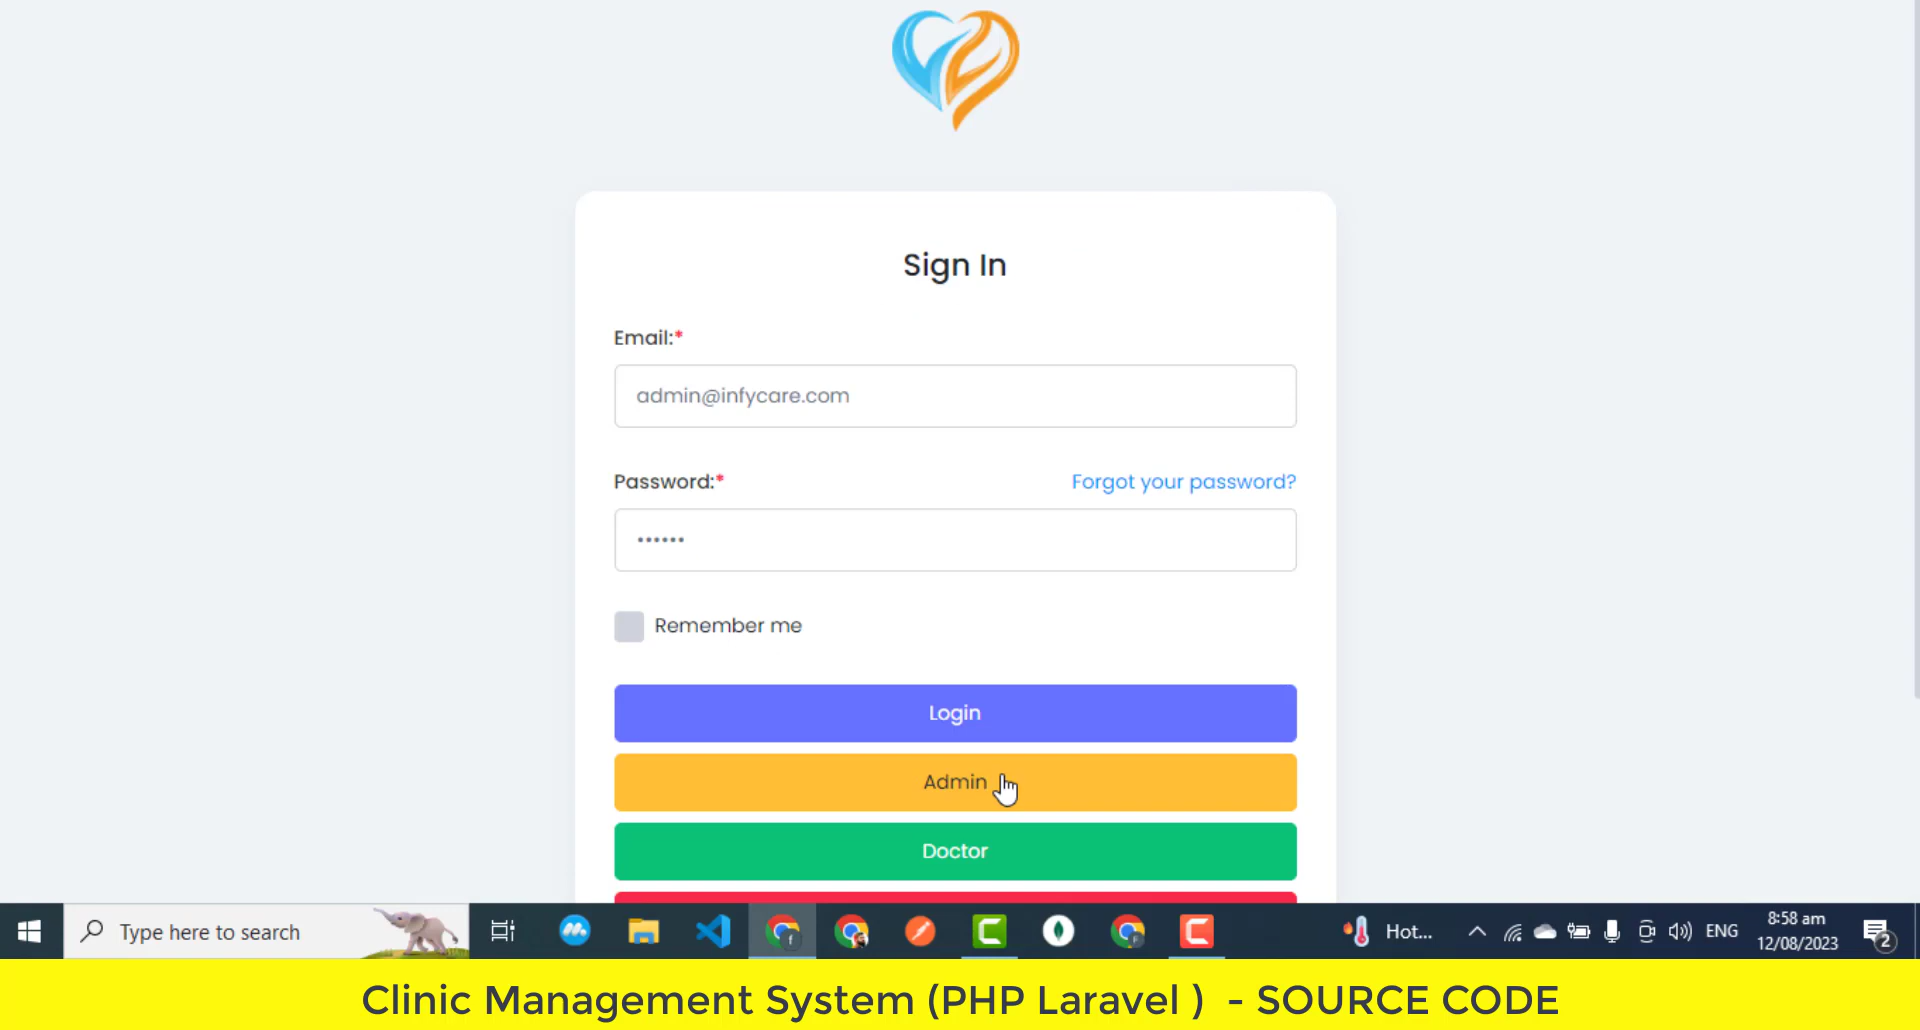 Sign In
Email:*
admin@infycare.com
Password:*
Forgot your password?
••••••
Remember me
Login
Admin
Doctor
Type here to search
Hot...
ENG
8:58 am
12/08/2023
2
Clinic Management System (PHP Laravel ) - SOURCE CODE